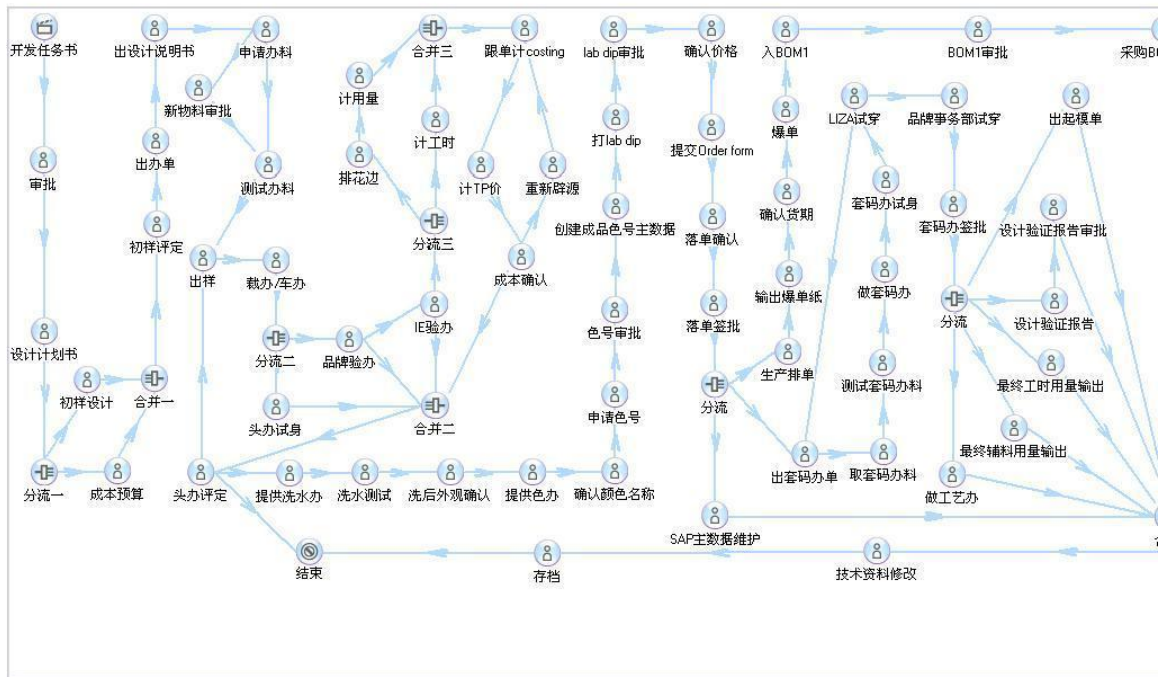 开发任务书
出设计说明书
申请办料
合并三
跟单计costing
lab dip审批
确认价格
入BOM1
BOM1审批
采购BO
新物料审批
计用量
计工时
打lab dip
提交Order form
爆单
LIZA试穿
品牌事务部试穿
出起模单
审批
出办单
测试办料
排花边
计TP价
重新辟源
确认货期
套码办试身
套码办签批
设计验证报告审批
初样评定
分流三
创建成品色号主数据
落单确认
出样
裁办/车办
成本确认
输出爆单纸
做套码办
分流
设计验证报告
设计计划书
分流二
品牌验办
IE验办
色号审批
落单签批
生产排单
测试套码办料
最终工时用量输出
初样设计
合并一
头办试身
合并二
申请色号
分流
最终辅料用量输出
分流一
成本预算
头办评定
提供洗水办
洗水测试
洗后外观确认
提供色办
确认颜色名称
出套码办单
取套码办料
做工艺办
SAP主数据维护
结束
存档
技术资料修改